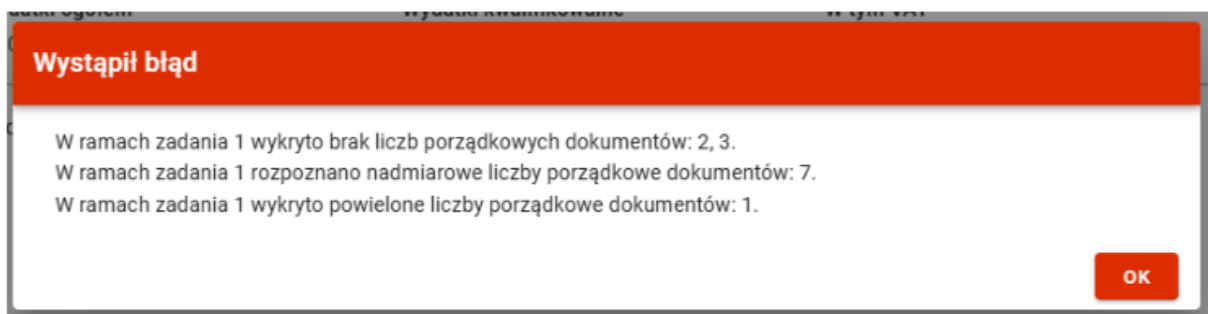 Wystąpił błąd
W ramach zadania 1 wykryto brak liczb porządkowych dokumentów: 2, 3.
W ramach zadania 1 rozpoznano nadmiarowe liczby porządkowe dokumentów: 7.
W ramach zadania 1 wykryto powielone liczby porządkowe dokumentów: 1.
OK